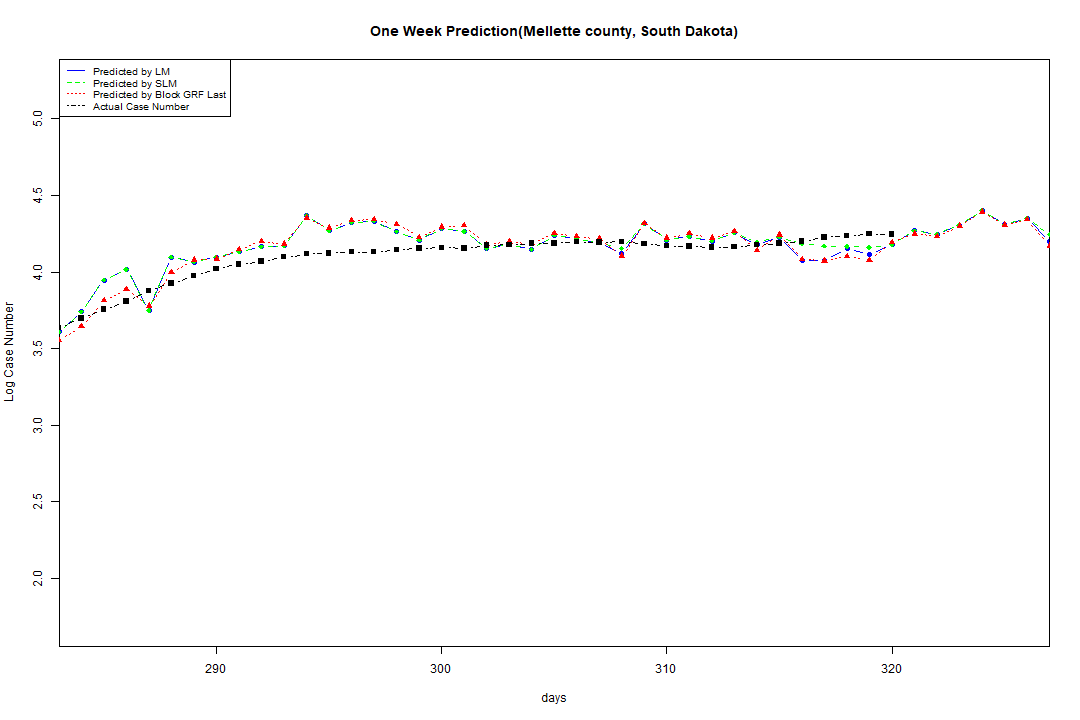 One Week Prediction(Mellette county, South Dakota)
Predicted by LM
Predicted by SLM
Predicted by Block GRF Last
Actual Case Number
5.0
4.5
4.0
3.5
3.0
2.5
2.0
Log Case Number
290 300 310 320
days